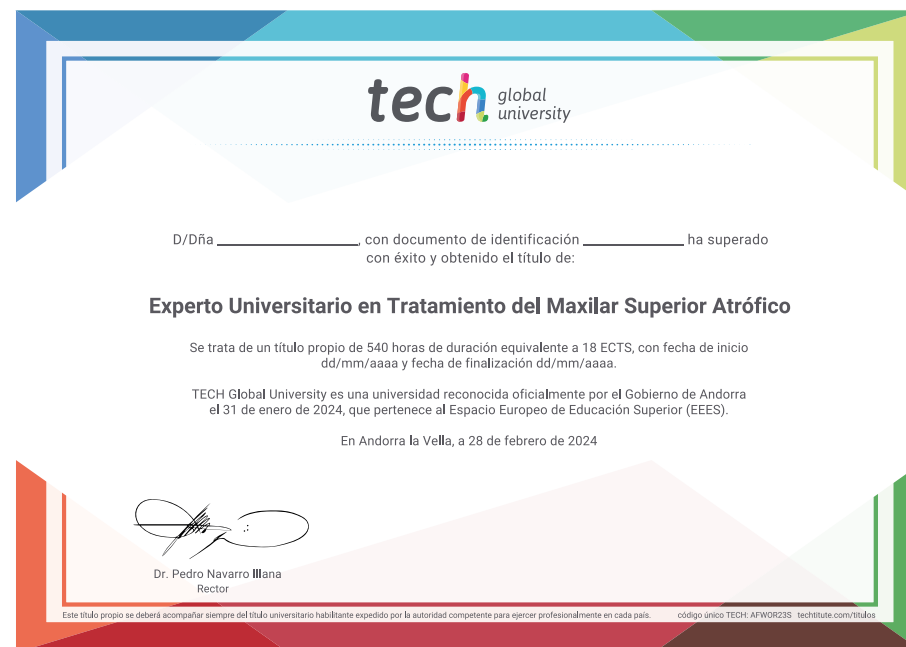 tech global university
D/Dña ____________________, con documento de identificación ______________ ha superado
con éxito y obtenido el título de:
Experto Universitario en Tratamiento del Maxilar Superior Atrófico
Se trata de un título propio de 540 horas de duración equivalente a 18 ECTS, con fecha de inicio
dd/mm/aaaa y fecha de finalización dd/mm/aaaa.
TECH Global University es una universidad reconocida oficialmente por el Gobierno de Andorra
el 31 de enero de 2024, que pertenece al Espacio Europeo de Educación Superior (EEES).
En Andorra la Vella, a 28 de febrero de 2024
Dr. Pedro Navarro Illana
Rector
Este título propio se deberá acompañar siempre del título universitario habilitante expedido por la autoridad competente para ejercer profesionalmente en cada país. código único TECH: AFWOR23S techtitute.com/titulos